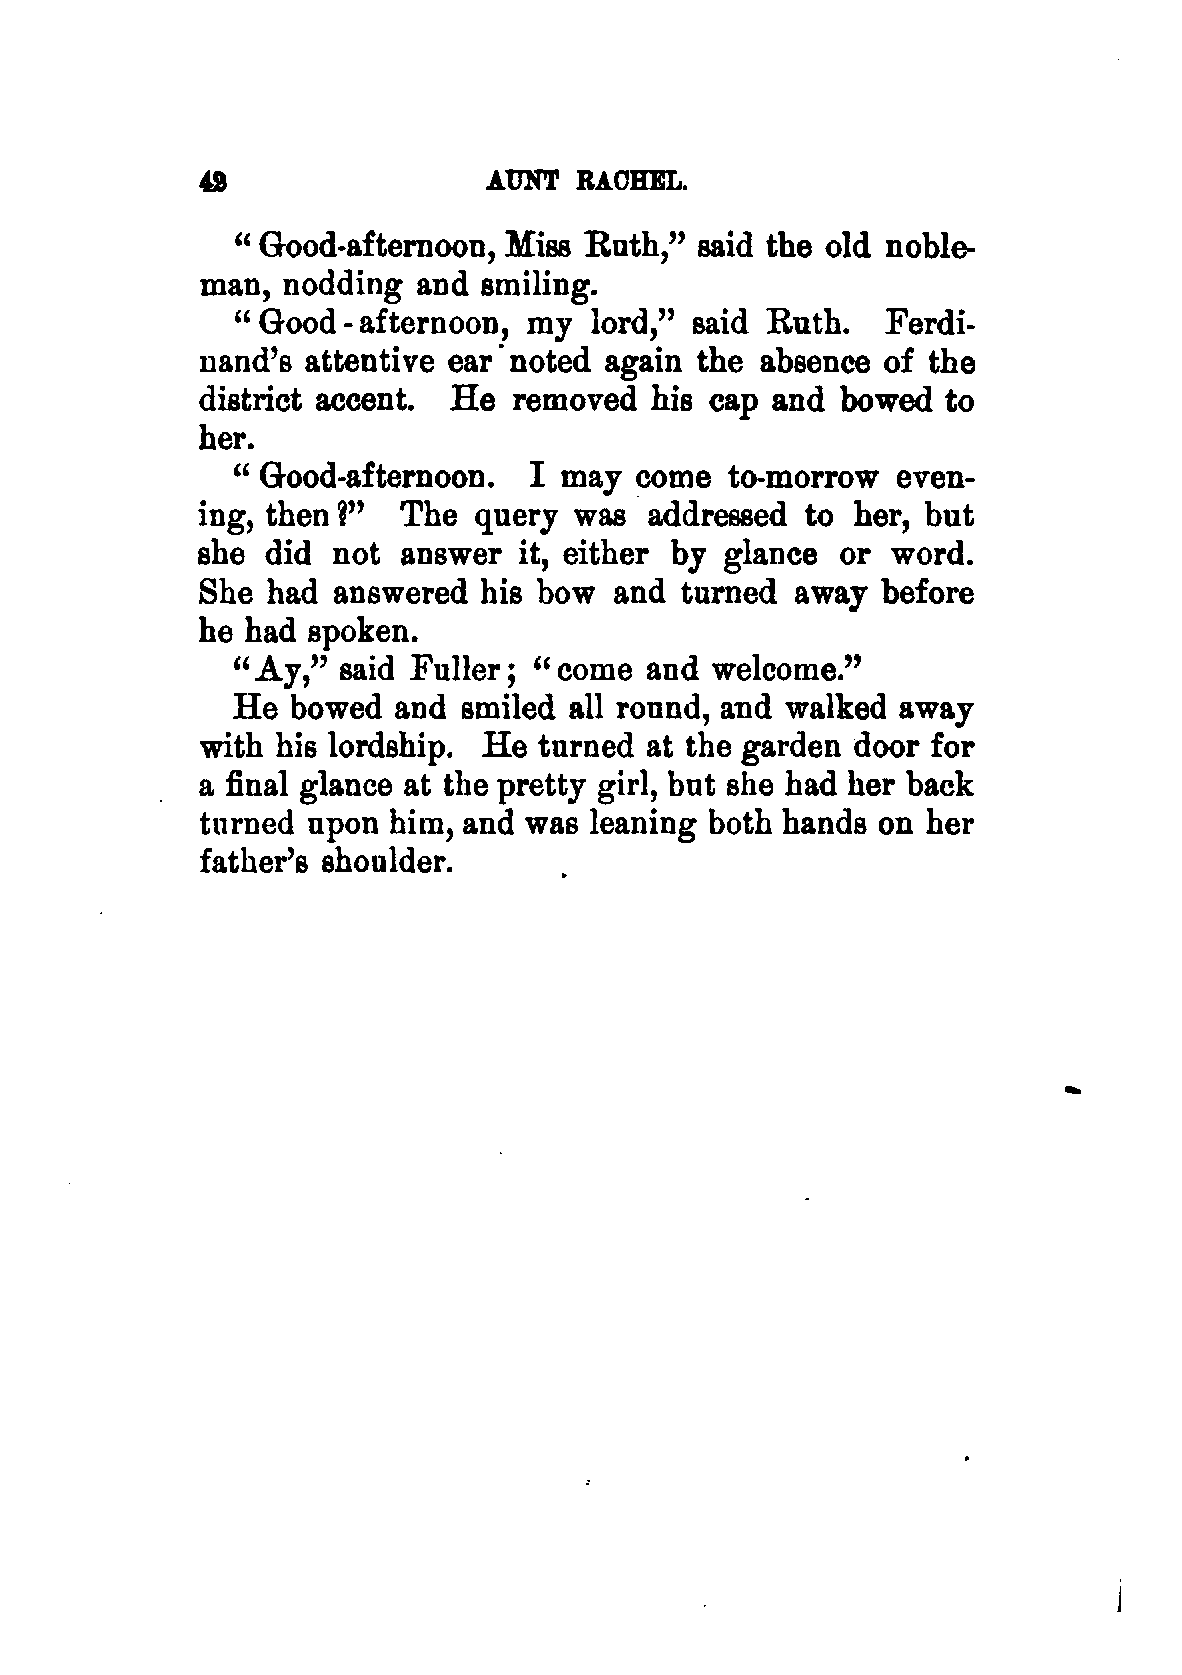 42 AUNT RACHEL.
“Good-afternoon, Miss Ruth,” said the old noble-
man, nodding and smiling.
“Good-afternoon, my lord,” said Ruth. Ferdi-
nand’s attentive ear noted again the absence of the
district accent. He removed his cap and bowed to
her.
“Good-afternoon. I may come to-morrow even-
ing, then?” The query was addressed to her, but
she did not answer it, either by glance or word.
She had answered his bow and turned away before
he had spoken.
“Ay,” said Fuller; “come and welcome.”
He bowed and smiled all round, and walked away
with his lordship. He turned at the garden door for
a final glance at the pretty girl, but she had her back
turned upon him, and was leaning both hands on her
father’s shoulder.